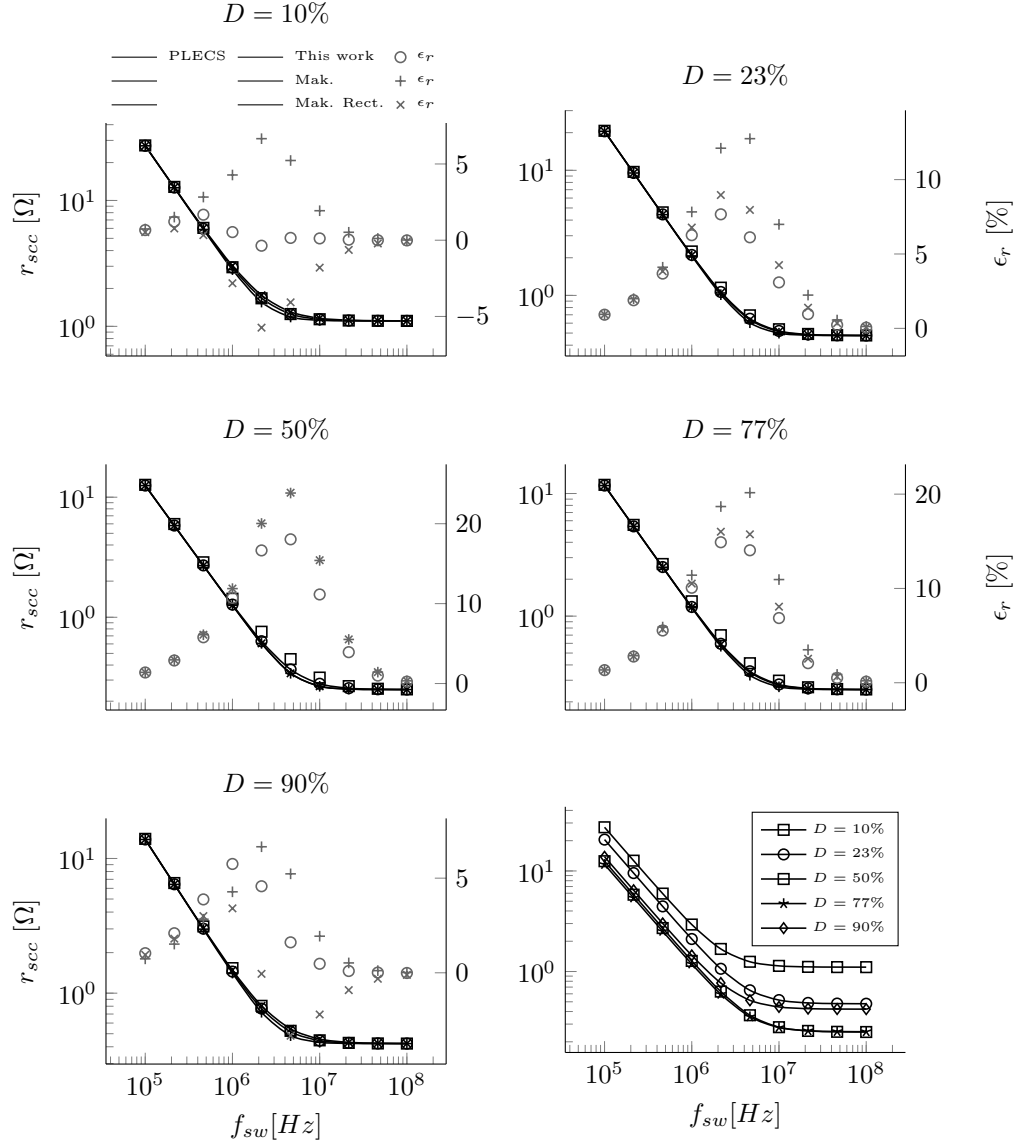 D = 10%
PLECS This work ϵr
Mak. ϵr
Mak. Rect. ϵr
D = 23%
10^1
10^0
r_scc [Ω]
5
0
−5
10^1
10^0
10
5
0
ϵ_r [%]
D = 50%
D = 77%
10^1
10^0
r_scc [Ω]
20
10
0
10^1
10^0
20
10
0
ϵ_r [%]
D = 90%
10^1
10^0
r_scc [Ω]
5
0
10^5 10^6 10^7 10^8
f_sw[Hz]
10^1
10^0
D = 10%
D = 23%
D = 50%
D = 77%
D = 90%
10^5 10^6 10^7 10^8
f_sw[Hz]